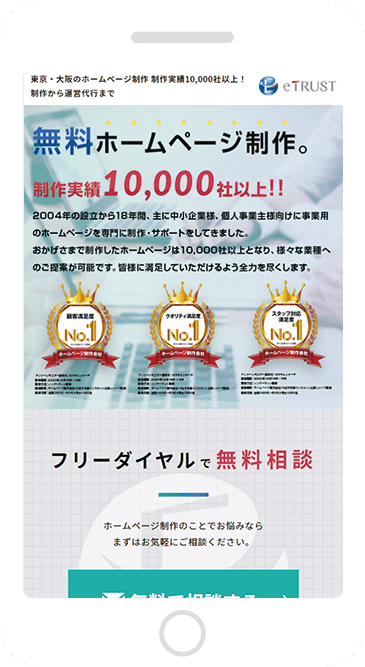 東京・大阪のホームページ制作 制作実績10,000社以上！
制作から運営代行まで
eTRUST
無料ホームページ制作。
制作実績10,000社以上!!
2004年の設立から18年間、主に中小企業様、個人事業主様向けに事業用
のホームページを専門に制作・サポートをしてきました。
おかげさまで制作したホームページは10,000社以上となり、様々な業種へ
のご提案が可能です。皆様に満足していただけるよう全力を尽くします。
顧客満足度
No.1
ホームページ制作会社
クオリティ満足度
No.1
ホームページ制作会社
スタッフ対応
満足度
No.1
ホームページ制作会社
フリーダイヤルで無料相談
ホームページ制作のことでお悩みなら
まずはお気軽にご相談ください。
無料で相談する